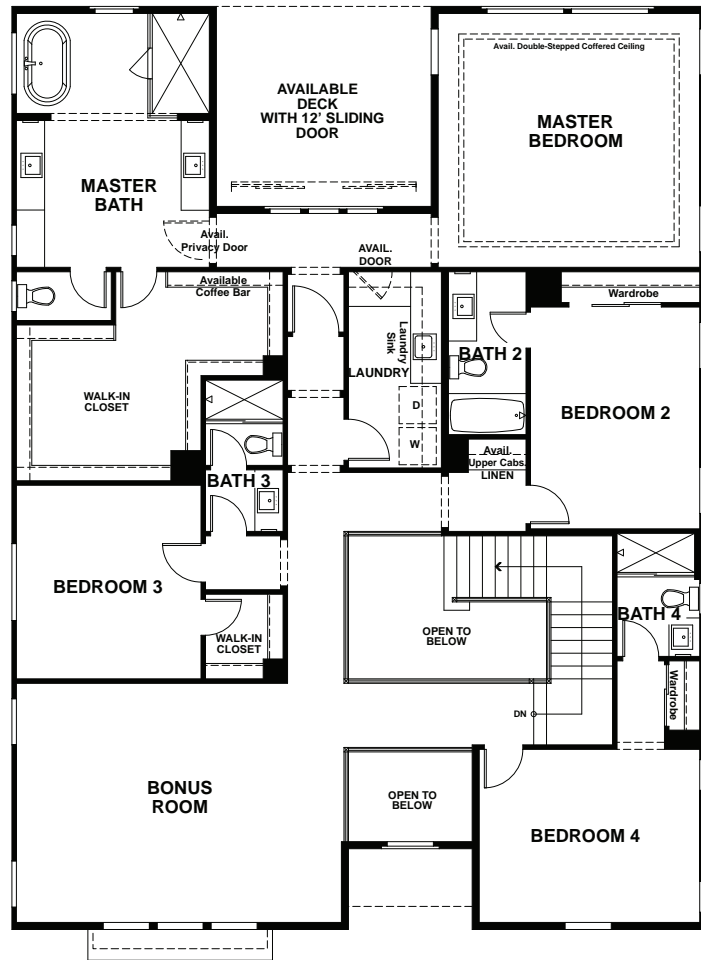 Avail. Double-Stepped Coffered Ceiling
AVAILABLE
DECK
WITH 12' SLIDING
DOOR
MASTER
BEDROOM
MASTER
BATH
Avail.
Privacy Door
AVAIL.
DOOR
Available
Coffee Bar
Wardrobe
Laundry
Sink
LAUNDRY
BATH 2
WALK-IN
CLOSET
D
W
BEDROOM 2
Avail.
Upper Cabs.
LINEN
BATH 3
BEDROOM 3
WALK-IN
CLOSET
OPEN TO
BELOW
BATH 4
Wardrobe
DN
BONUS
ROOM
OPEN TO
BELOW
BEDROOM 4